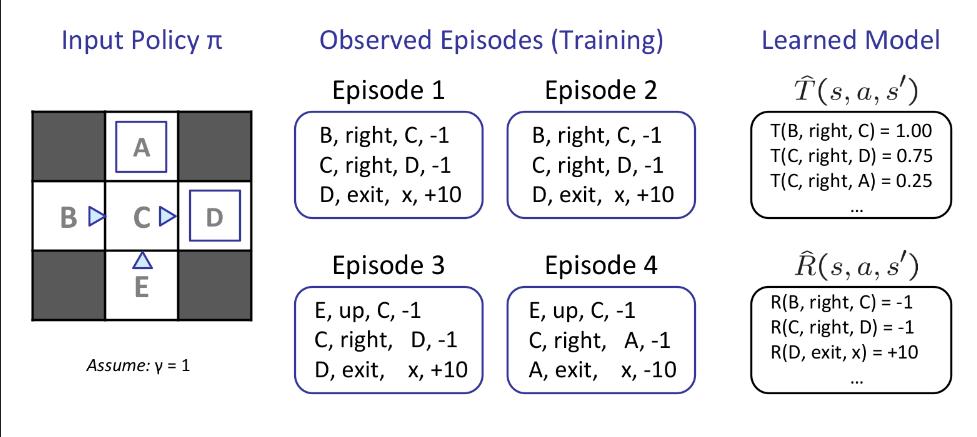 Input Policy π
Observed Episodes (Training)
Learned Model
A
B
C
D
E
Assume: γ = 1
Episode 1
B, right, C, -1
C, right, D, -1
D, exit, x, +10
Episode 2
B, right, C, -1
C, right, D, -1
D, exit, x, +10
Episode 3
E, up, C, -1
C, right, D, -1
D, exit, x, +10
Episode 4
E, up, C, -1
C, right, A, -1
A, exit, x, -10
T̂(s, a, s′)
T(B, right, C) = 1.00
T(C, right, D) = 0.75
T(C, right, A) = 0.25
...
R̂(s, a, s′)
R(B, right, C) = -1
R(C, right, D) = -1
R(D, exit, x) = +10
...